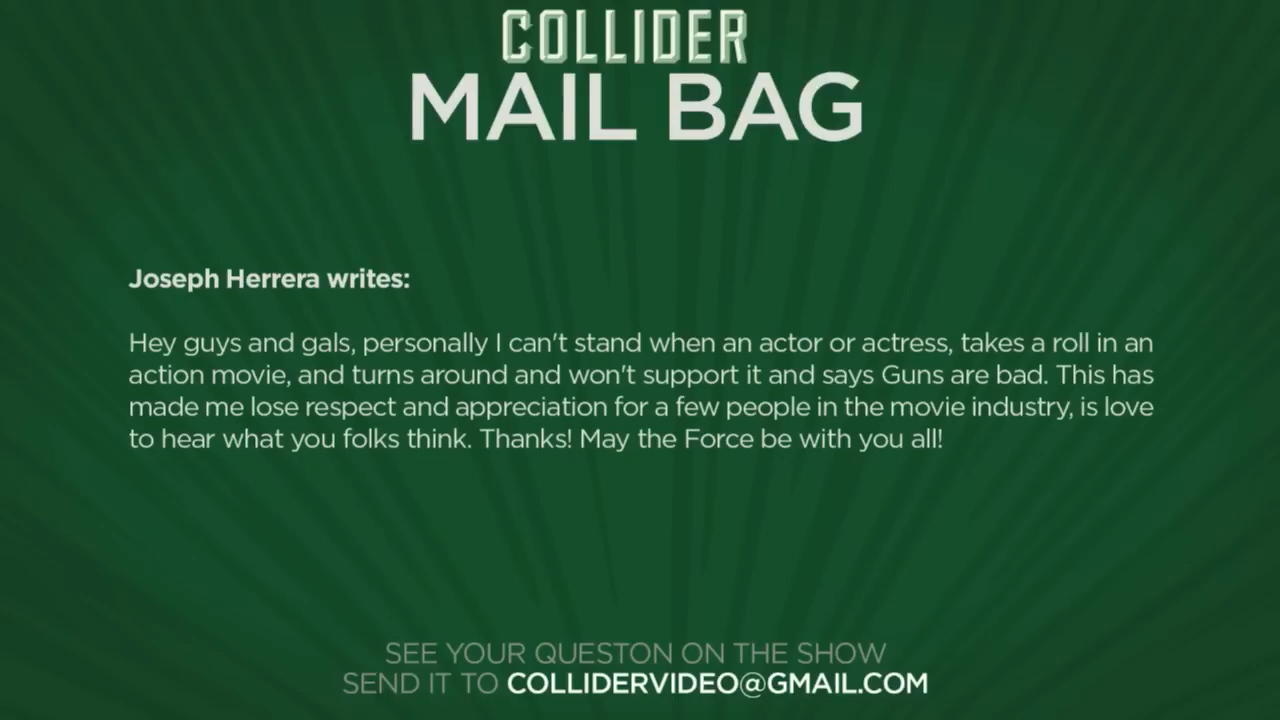 COLLIDER
MAIL BAG
Joseph Herrera writes:
Hey guys and gals, personally I can't stand when an actor or actress, takes a roll in an
action movie, and turns around and won't support it and says Guns are bad. This has
made me lose respect and appreciation for a few people in the movie industry, is love
to hear what you folks think. Thanks! May the Force be with you all!
SEE YOUR QUESTON ON THE SHOW
SEND IT TO COLLIDERVIDEO@GMAIL.COM